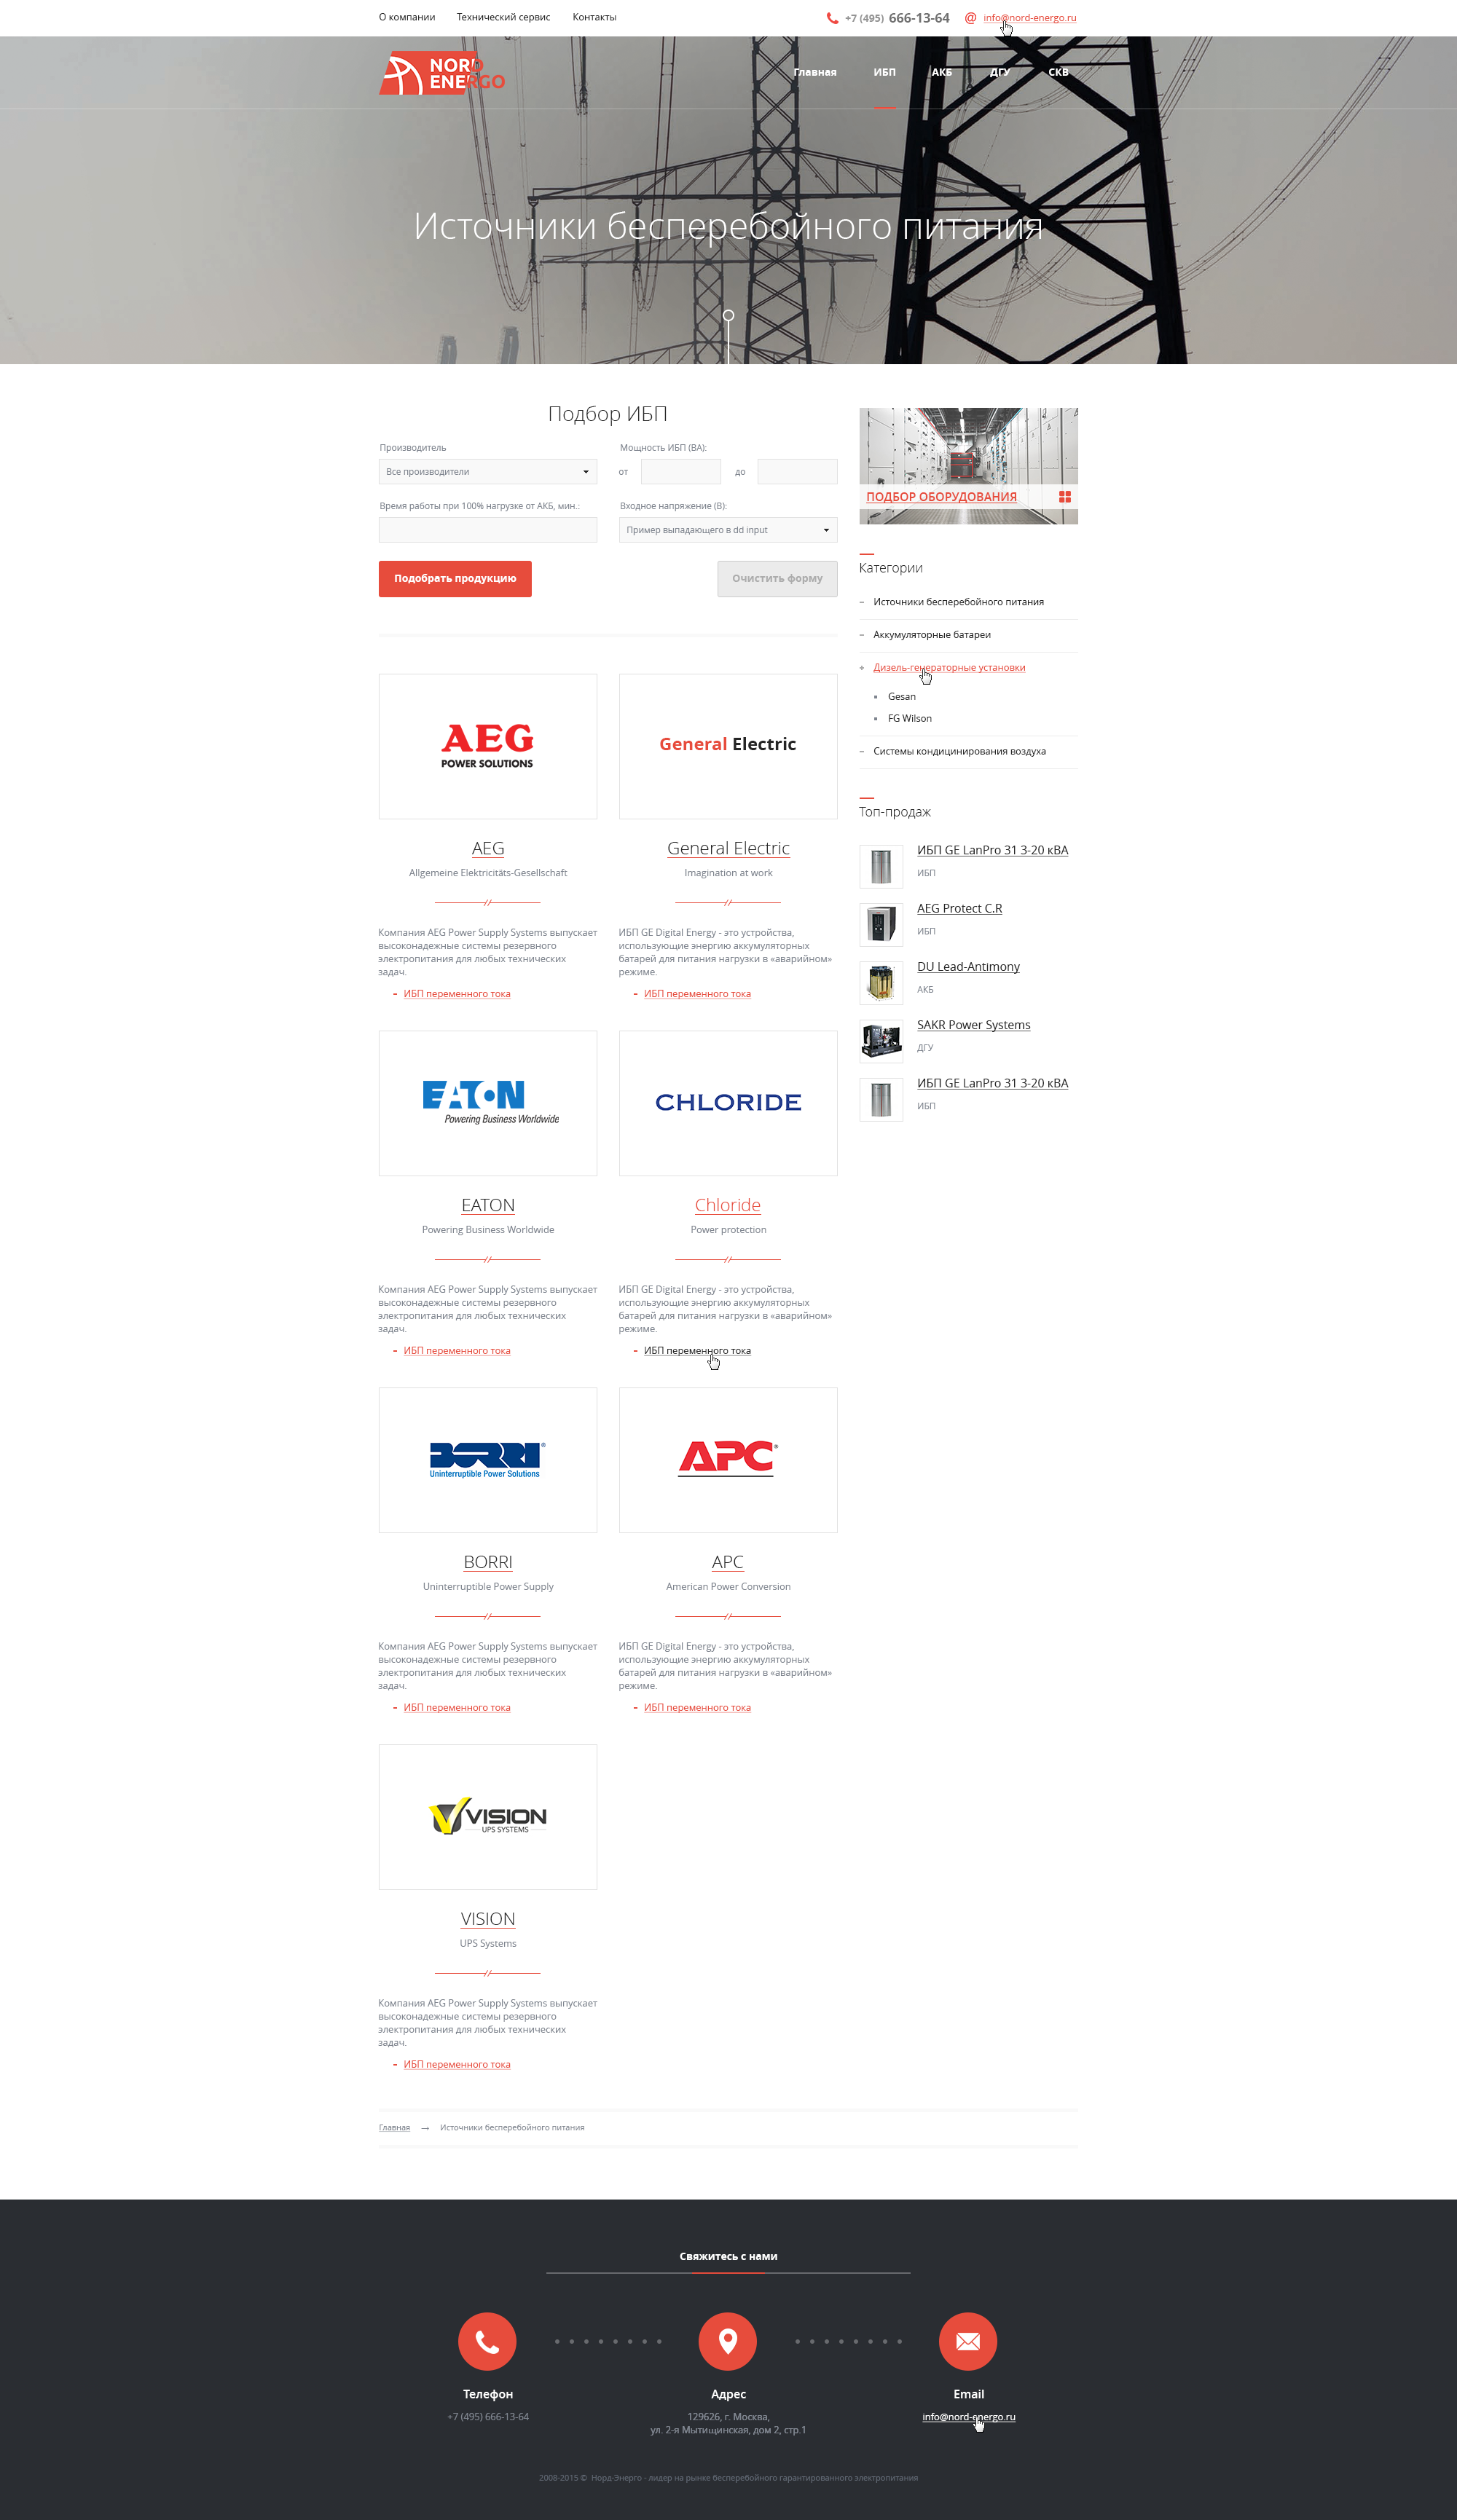 О компании Технический сервис Контакты +7 (495) 666-13-64 @ info@nord-energo.ru
NORD
ENERGO
Главная ИБП АКБ ДГУ СКВ
Источники бесперебойного питания
Подбор ИБП
Производитель Мощность ИБП (ВА):
Все производители от до
Время работы при 100% нагрузке от АКБ, мин.: Входное напряжение (В):
Пример выпадающего в dd input
Подобрать продукцию Очистить форму
AEG
POWER SOLUTIONS
General Electric
AEG
Allgemeine Elektricitäts-Gesellschaft
Компания AEG Power Supply Systems выпускает
высоконадежные системы резервного
электропитания для любых технических
задач.
ИБП переменного тока
General Electric
Imagination at work
ИБП GE Digital Energy - это устройства,
использующие энергию аккумуляторных
батарей для питания нагрузки в «аварийном»
режиме.
ИБП переменного тока
EATON
Powering Business Worldwide
CHLORIDE
EATON
Powering Business Worldwide
Компания AEG Power Supply Systems выпускает
высоконадежные системы резервного
электропитания для любых технических
задач.
ИБП переменного тока
Chloride
Power protection
ИБП GE Digital Energy - это устройства,
использующие энергию аккумуляторных
батарей для питания нагрузки в «аварийном»
режиме.
ИБП переменного тока
BORRI®
Uninterruptible Power Solutions
APC®
BORRI
Uninterruptible Power Supply
Компания AEG Power Supply Systems выпускает
высоконадежные системы резервного
электропитания для любых технических
задач.
ИБП переменного тока
APC
American Power Conversion
ИБП GE Digital Energy - это устройства,
использующие энергию аккумуляторных
батарей для питания нагрузки в «аварийном»
режиме.
ИБП переменного тока
VISION
UPS SYSTEMS
VISION
UPS Systems
Компания AEG Power Supply Systems выпускает
высоконадежные системы резервного
электропитания для любых технических
задач.
ИБП переменного тока
ПОДБОР ОБОРУДОВАНИЯ
Категории
Источники бесперебойного питания
Аккумуляторные батареи
Дизель-генераторные установки
Gesan
FG Wilson
Системы кондицинирования воздуха
Топ-продаж
ИБП GE LanPro 31 3-20 кВА
ИБП
AEG Protect C.R
ИБП
DU Lead-Antimony
АКБ
SAKR Power Systems
ДГУ
ИБП GE LanPro 31 3-20 кВА
ИБП
Главная → Источники бесперебойного питания
Свяжитесь с нами
Телефон
+7 (495) 666-13-64
Адрес
129626, г. Москва,
ул. 2-я Мытищинская, дом 2, стр.1
Email
info@nord-energo.ru
2008-2015 © Норд-Энерго - лидер на рынке бесперебойного гарантированного электропитания